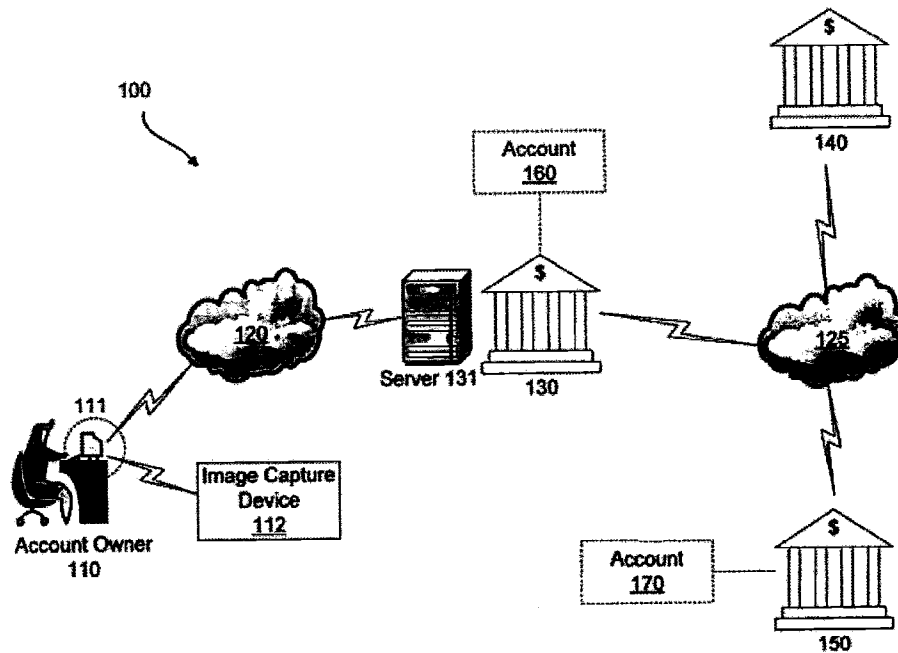 $
140
100
Account
160
$
130
120
Server 131
125
111
Image Capture
Device
112
Account Owner
110
$
150
Account
170